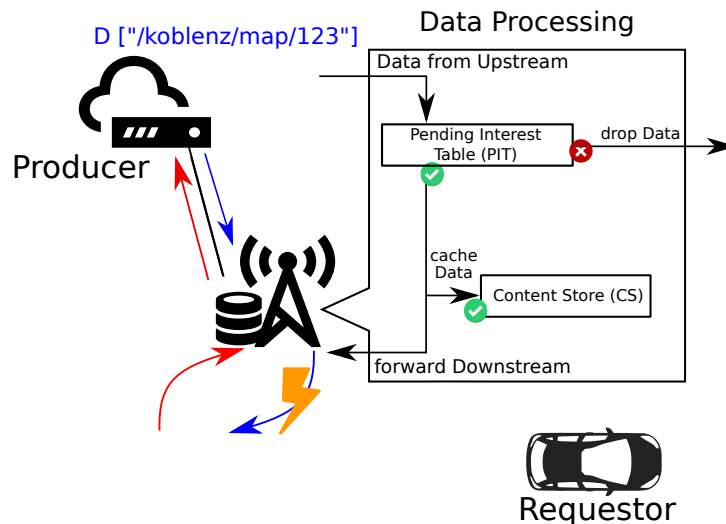 Data Processing
D ["/koblenz/map/123"]
Data from Upstream
Pending Interest
Table (PIT)
drop Data
Producer
cache
Data
Content Store (CS)
forward Downstream
Requestor